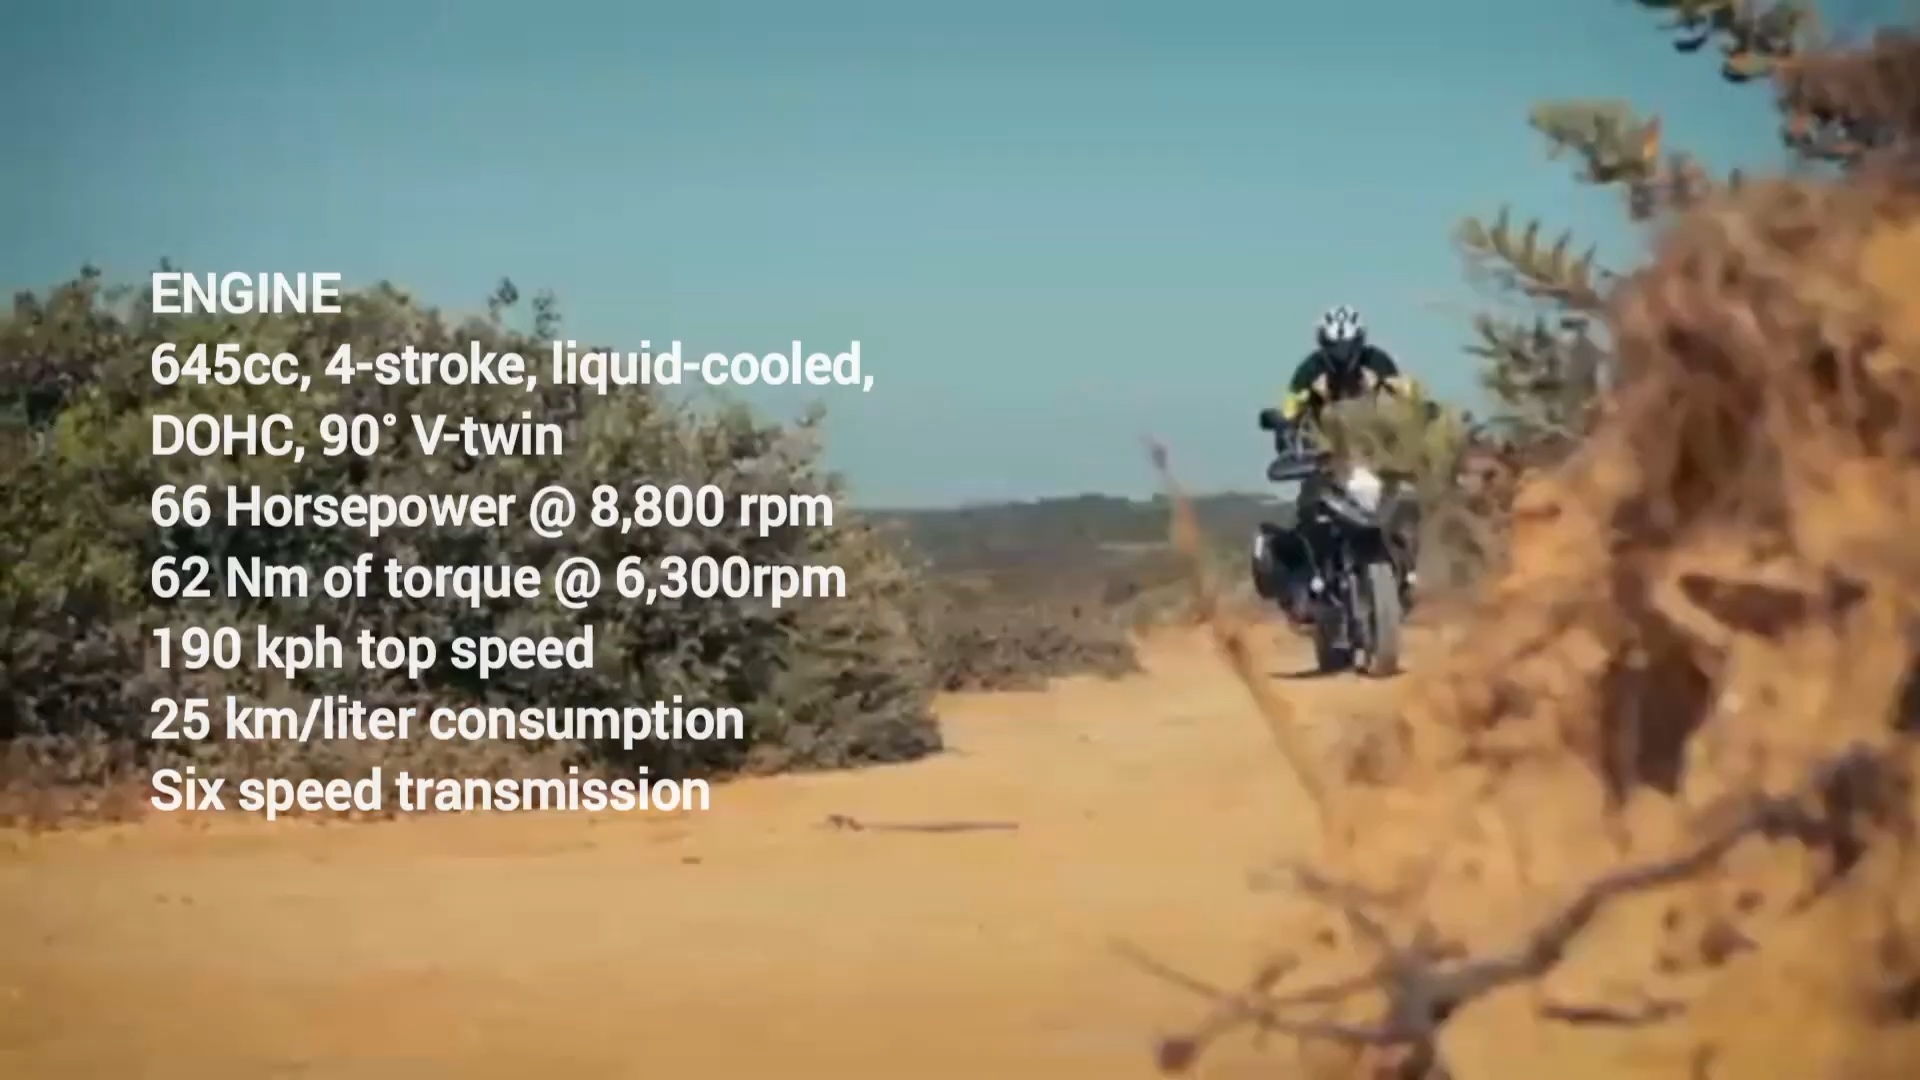 ENGINE
645cc, 4-stroke, liquid-cooled,
DOHC, 90° V-twin
66 Horsepower @ 8,800 rpm
62 Nm of torque @ 6,300rpm
190 kph top speed
25 km/liter consumption
Six speed transmission